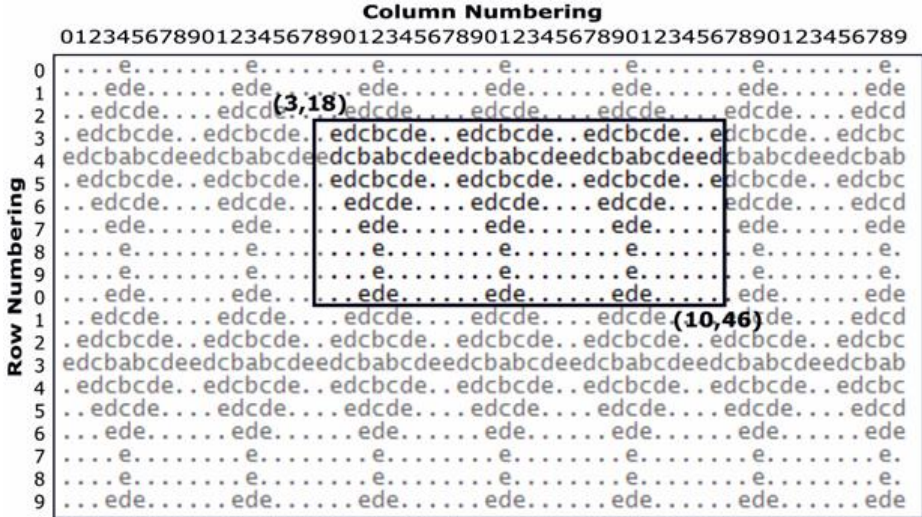 Column Numbering
012345678901234567890123456789012345678901234567890123456789
Row Numbering
0 ....e........e........e........e........e........e........e.
1 ...ede......ede......ede......ede......ede......ede......ede
(3,18)
2 ..edcde....edcde....edcde....edcde....edcde....edcde....edcd
3 .edcbcde..edcbcde..edcbcde..edcbcde..edcbcde..edcbcde..edcbc
4 edcbabcdeedcbabcdeedcbabcdeedcbabcdeedcbabcdeedcbabcdeedcbab
5 .edcbcde..edcbcde..edcbcde..edcbcde..edcbcde..edcbcde..edcbc
6 ..edcde....edcde....edcde....edcde....edcde....edcde....edcd
7 ...ede......ede......ede......ede......ede......ede......ede
8 ....e........e........e........e........e........e........e.
9 ....e........e........e........e........e........e........e.
0 ...ede......ede......ede......ede......ede......ede......ede
1 ..edcde....edcde....edcde....edcde....edcde....edcde....edcd
(10,46)
2 .edcbcde..edcbcde..edcbcde..edcbcde..edcbcde..edcbcde..edcbc
3 edcbabcdeedcbabcdeedcbabcdeedcbabcdeedcbabcdeedcbabcdeedcbab
4 .edcbcde..edcbcde..edcbcde..edcbcde..edcbcde..edcbcde..edcbc
5 ..edcde....edcde....edcde....edcde....edcde....edcde....edcd
6 ...ede......ede......ede......ede......ede......ede......ede
7 ....e........e........e........e........e........e........e.
8 ....e........e........e........e........e........e........e.
9 ...ede......ede......ede......ede......ede......ede......ede